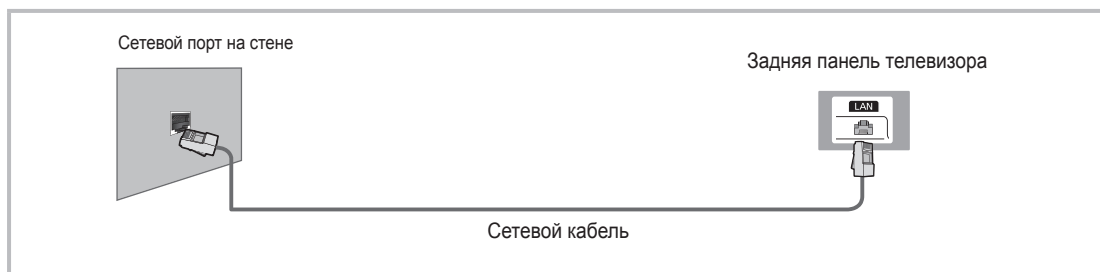 Сетевой порт на стене
Задняя панель телевизора
LAN
Сетевой кабель